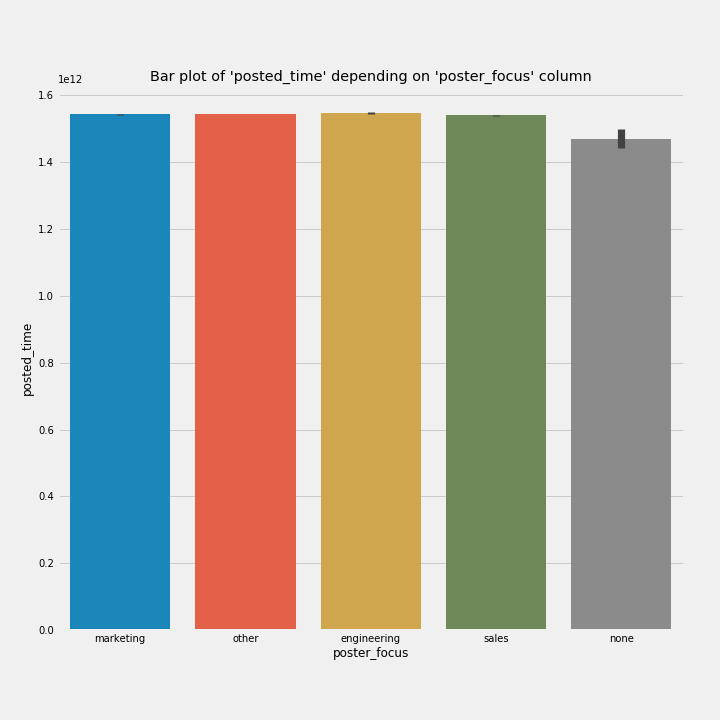 Bar plot of 'posted_time' depending on 'poster_focus' column
1e12
1.6
1.4
1.2
1.0
0.8
0.6
0.4
0.2
0.0
posted_time
marketing other engineering sales none
poster_focus